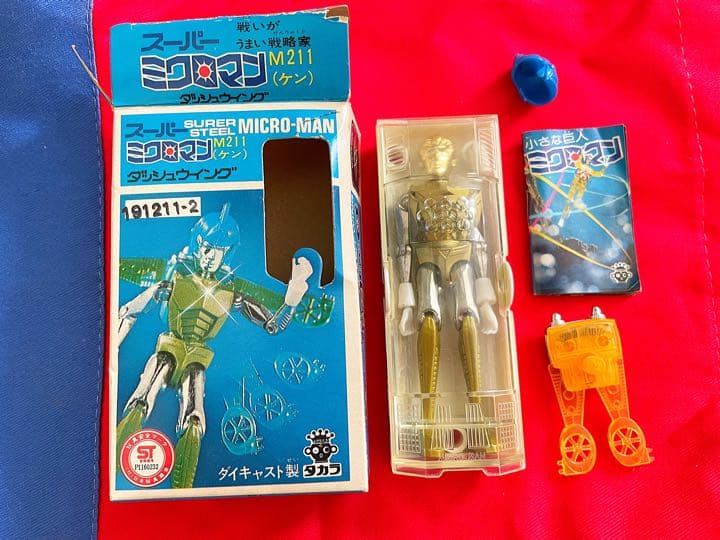 戦いが
うまい戦略家
スーパー
ミクロマン
M211
(ケン)
ダッシュウイング
スーパー
SUPER
STEEL
MICRO-MAN
ミクロマン
M211
(ケン)
ダッシュウイング
191211-2
ST
P1160232
ダイキャスト製
タカラ
小さな巨人
ミクロマン